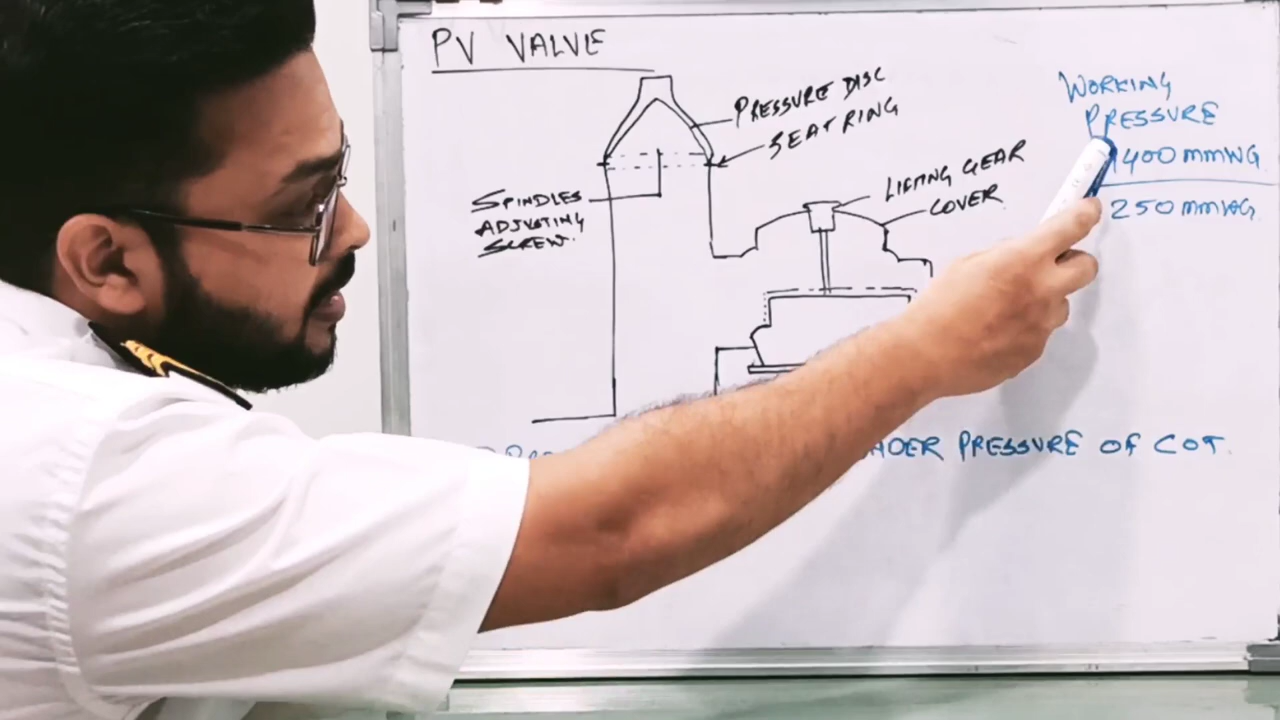 PV VALVE
PRESSURE DISC
SEAT RING
SPINDLES
ADJUSTING
SCREW.
LIFTING GEAR
COVER
WORKING
PRESSURE
1400 mmWG
250 mmWG.
PRESSURE OF COT.